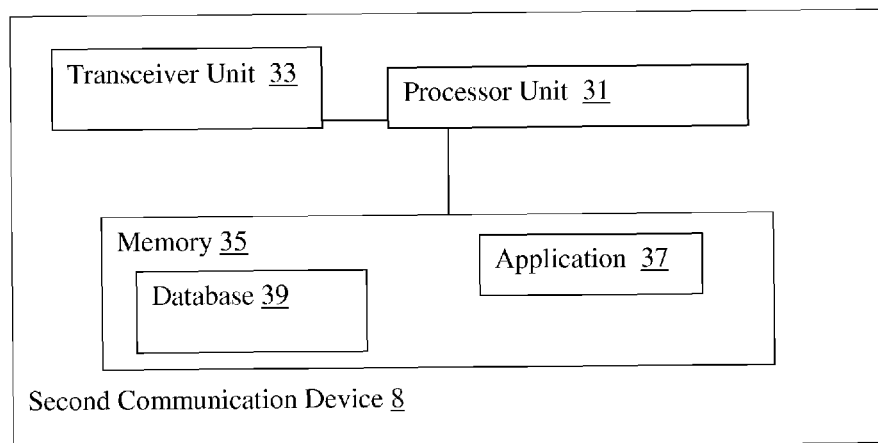 Transceiver Unit 33
Processor Unit 31
Memory 35
Application 37
Database 39
Second Communication Device 8